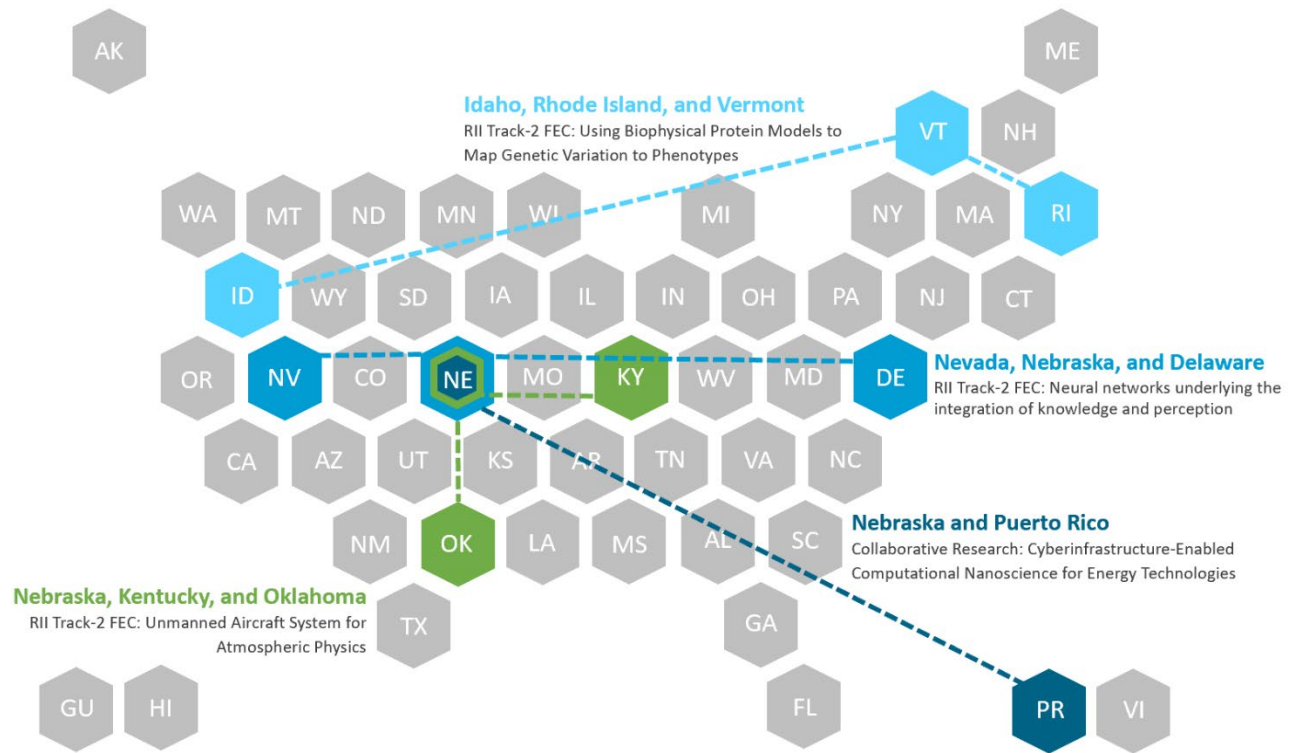 AK
ME
Idaho, Rhode Island, and Vermont
RII Track-2 FEC: Using Biophysical Protein Models to
Map Genetic Variation to Phenotypes
VT
NH
WA
MT
ND
MN
WI
MI
NY
MA
RI
ID
WY
SD
IA
IL
IN
OH
PA
NJ
CT
OR
NV
CO
NE
MO
KY
WV
MD
DE
Nevada, Nebraska, and Delaware
RII Track-2 FEC: Neural networks underlying the
integration of knowledge and perception
CA
AZ
UT
KS
AR
TN
VA
NC
NM
OK
LA
MS
AL
SC
Nebraska and Puerto Rico
Collaborative Research: Cyberinfrastructure-Enabled
Computational Nanoscience for Energy Technologies
Nebraska, Kentucky, and Oklahoma
RII Track-2 FEC: Unmanned Aircraft System for
Atmospheric Physics
TX
GA
GU
HI
FL
PR
VI